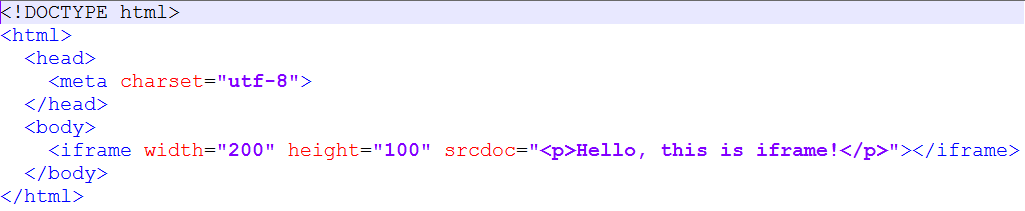 <!DOCTYPE html>
<html>
  <head>
    <meta charset="utf-8">
  </head>
  <body>
    <iframe width="200" height="100" srcdoc="<p>Hello, this is iframe!</p>"></iframe>
  </body>
</html>